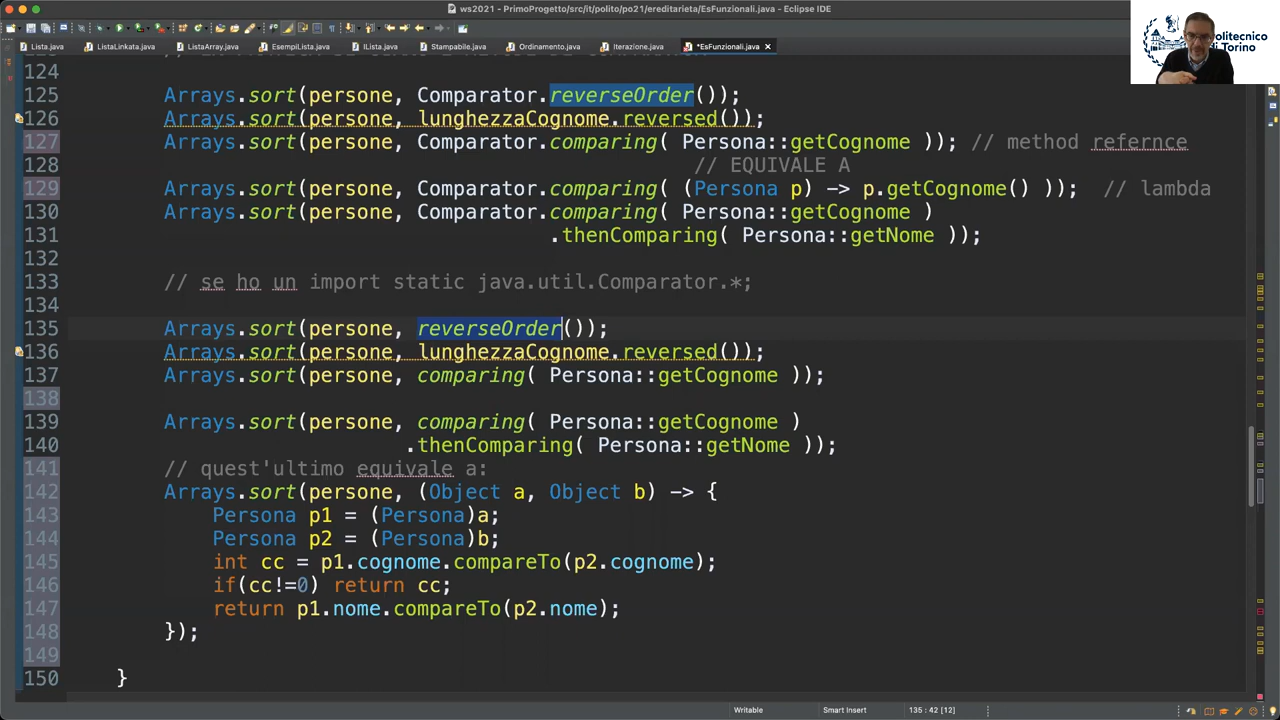 ws2021 - PrimoProgetto/src/it/polito/po21/ereditarieta/EsFunzionali.java - Eclipse IDE
Lista.java ListaLinkata.java ListaArray.java EsempiLista.java IListа.java Stampabile.java Ordinamento.java Iterazione.java *EsFunzionali.java
Politecnico
di Torino
124
125 Arrays.sort(persone, Comparator.reverseOrder());
126 Arrays.sort(persone, lunghezzaCognome.reversed());
127 Arrays.sort(persone, Comparator.comparing( Persona::getCognome )); // method refernce
128 // EQUIVALE A
129 Arrays.sort(persone, Comparator.comparing( (Persona p) -> p.getCognome() )); // lambda
130 Arrays.sort(persone, Comparator.comparing( Persona::getCognome )
131 .thenComparing( Persona::getNome ));
132
133 // se ho un import static java.util.Comparator.*;
134
135 Arrays.sort(persone, reverseOrder());
136 Arrays.sort(persone, lunghezzaCognome.reversed());
137 Arrays.sort(persone, comparing( Persona::getCognome ));
138
139 Arrays.sort(persone, comparing( Persona::getCognome )
140 .thenComparing( Persona::getNome ));
141 // quest'ultimo equivale a:
142 Arrays.sort(persone, (Object a, Object b) -> {
143 Persona p1 = (Persona)a;
144 Persona p2 = (Persona)b;
145 int cc = p1.cognome.compareTo(p2.cognome);
146 if(cc!=0) return cc;
147 return p1.nome.compareTo(p2.nome);
148 });
149
150 }
Writable Smart Insert 135 : 42 [12]